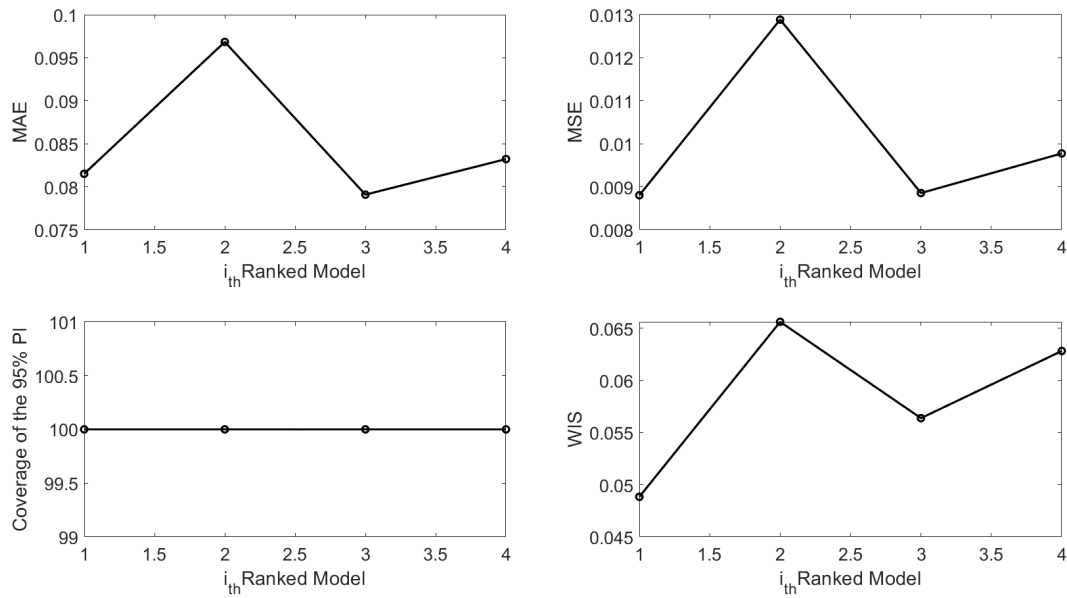 MAE
0.1
0.095
0.09
0.085
0.08
0.075
1 1.5 2 2.5 3 3.5 4
i_th Ranked Model
MSE
0.013
0.012
0.011
0.01
0.009
0.008
1 1.5 2 2.5 3 3.5 4
i_th Ranked Model
Coverage of the 95% PI
101
100.5
100
99.5
99
1 1.5 2 2.5 3 3.5 4
i_th Ranked Model
WIS
0.065
0.06
0.055
0.05
0.045
1 1.5 2 2.5 3 3.5 4
i_th Ranked Model